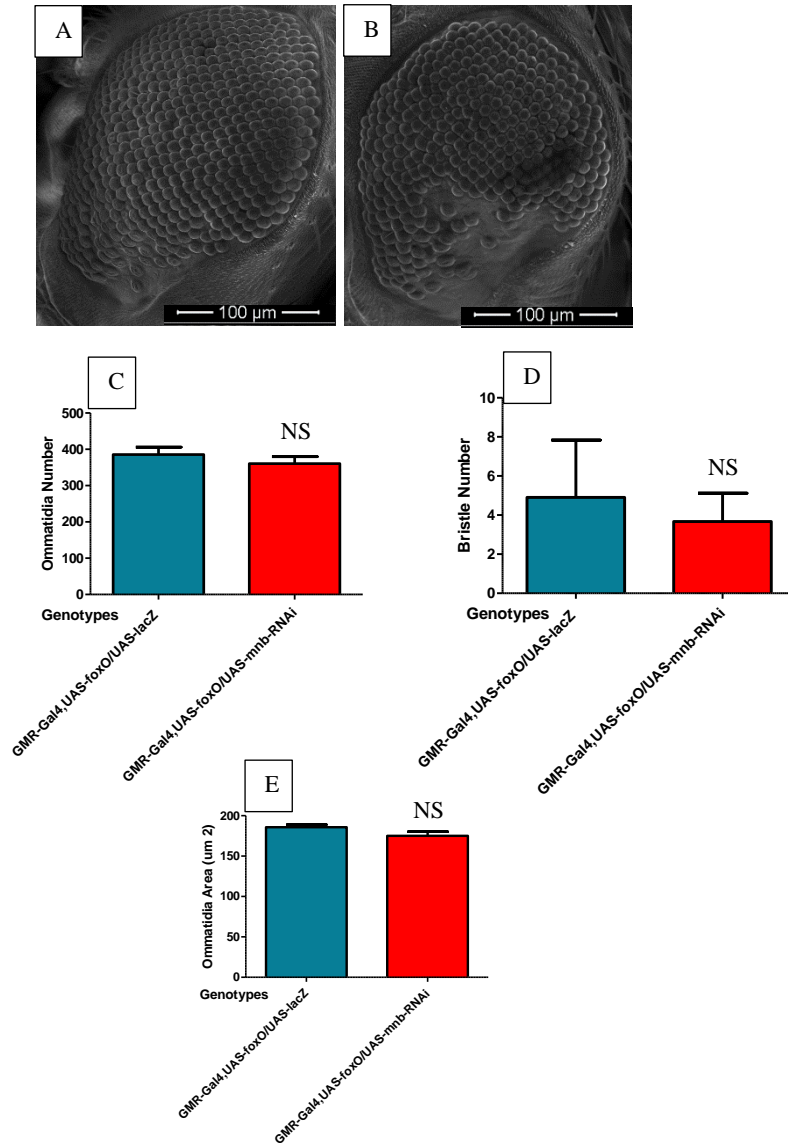 A
B
100 µm
100 µm
C
Ommatidia Number
500
400
300
200
100
0
NS
Genotypes
GMR-Gal4,UAS-foxO/UAS-lacZ
GMR-Gal4,UAS-foxO/UAS-mnb-RNAi
D
Bristle Number
10
8
6
4
2
0
NS
Genotypes
GMR-Gal4,UAS-foxO/UAS-lacZ
GMR-Gal4,UAS-foxO/UAS-mnb-RNAi
E
Ommatidia Area (um 2)
200
150
100
50
0
NS
Genotypes
GMR-Gal4,UAS-foxO/UAS-lacZ
GMR-Gal4,UAS-foxO/UAS-mnb-RNAi